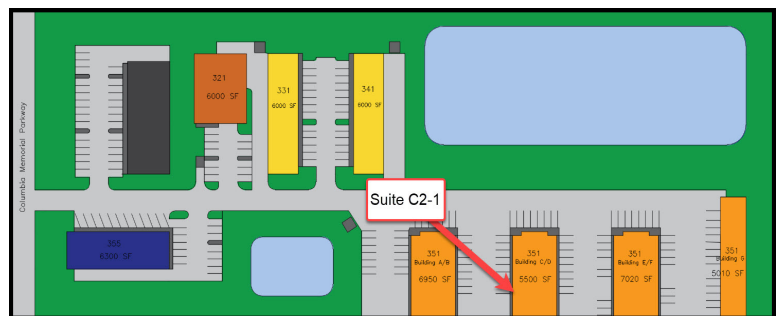 Columbia Memorial Parkway
321
6000 SF
331
6000 SF
341
6000 SF
Suite C2-1
355
6300 SF
351
Building A/B
6950 SF
351
Building C/D
5500 SF
351
Building E/F
7020 SF
351
Building G
5010 SF